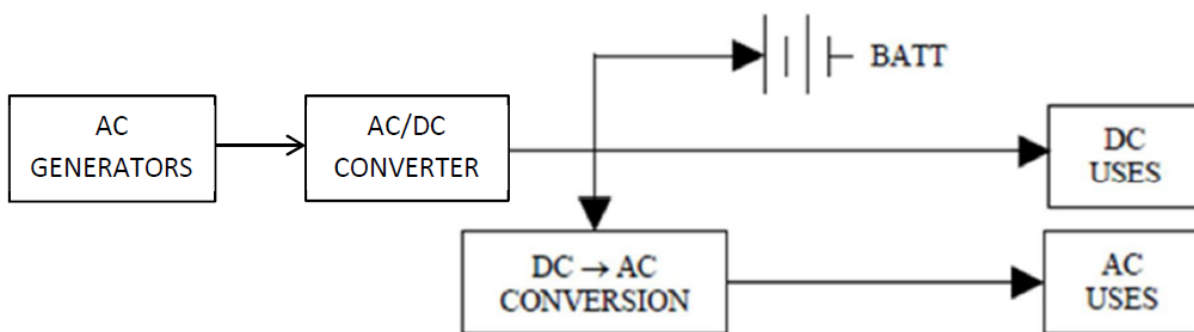 BATT
AC
GENERATORS
AC/DC
CONVERTER
DC
USES
DC → AC
CONVERSION
AC
USES